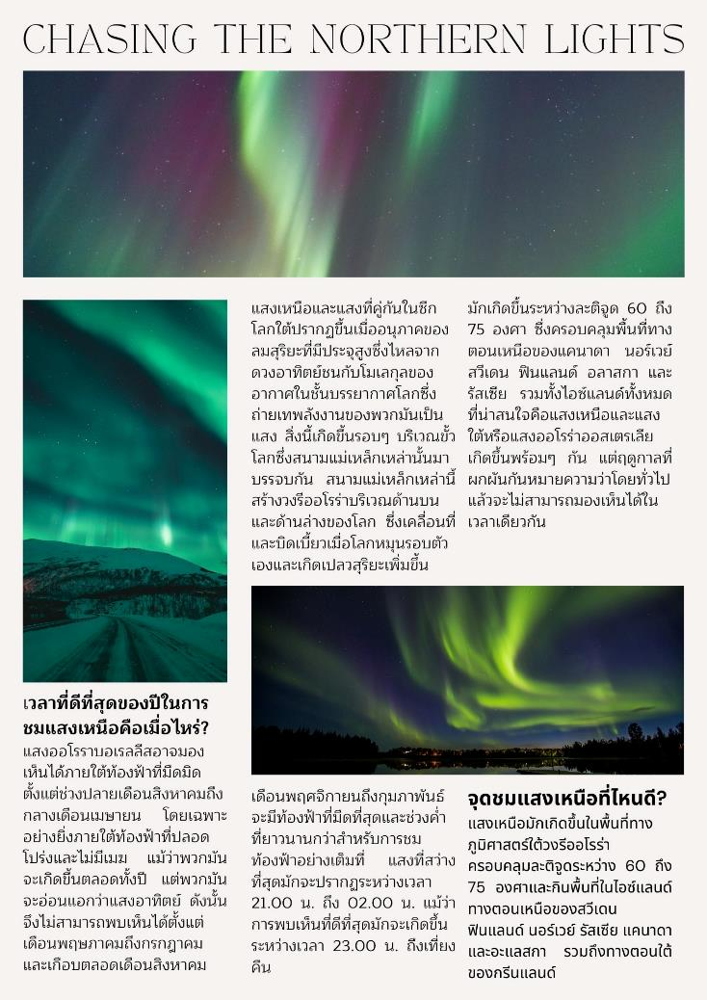 CHASING THE NORTHERN LIGHTS
แสงเหนือและแสงที่คู่กันในซีก
โลกใต้ปรากฏขึ้นเมื่ออนุภาคของ
ลมสุริยะที่มีประจุสูงซึ่งไหลจาก
ดวงอาทิตย์ชนกับโมเลกุลของ
อากาศในชั้นบรรยากาศโลกซึ่ง
ถ่ายเทพลังงานของพวกมันเป็น
แสง สิ่งนี้เกิดขึ้นรอบๆ บริเวณขั้ว
โลกซึ่งสนามแม่เหล็กเหล่านั้นมา
บรรจบกัน สนามแม่เหล็กเหล่านี้
สร้างวงรีออโรร่าบริเวณด้านบน
และด้านล่างของโลก ซึ่งเคลื่อนที่
และบิดเบี้ยวเมื่อโลกหมุนรอบตัว
เองและเกิดเปลวสุริยะเพิ่มขึ้น
มักเกิดขึ้นระหว่างละติจูด 60 ถึง
75 องศา ซึ่งครอบคลุมพื้นที่ทาง
ตอนเหนือของแคนาดา นอร์เวย์
สวีเดน ฟินแลนด์ อลาสกา และ
รัสเซีย รวมทั้งไอซ์แลนด์ทั้งหมด
ที่น่าสนใจคือแสงเหนือและแสง
ใต้หรือแสงออโรร่าออสเตรเลีย
เกิดขึ้นพร้อมๆ กัน แต่ฤดูกาลที่
ผกผันกันหมายความว่าโดยทั่วไป
แล้วจะไม่สามารถมองเห็นได้ใน
เวลาเดียวกัน
เวลาที่ดีที่สุดของปีในการ
ชมแสงเหนือคือเมื่อไหร่?
แสงออโรราบอเรลลีสอาจมอง
เห็นได้ภายใต้ท้องฟ้าที่มืดมิด
ตั้งแต่ช่วงปลายเดือนสิงหาคมถึง
กลางเดือนเมษายน โดยเฉพาะ
อย่างยิ่งภายใต้ท้องฟ้าที่ปลอด
โปร่งและไม่มีเมฆ แม้ว่าพวกมัน
จะเกิดขึ้นตลอดทั้งปี แต่พวกมัน
จะอ่อนแอกว่าแสงอาทิตย์ ดังนั้น
จึงไม่สามารถพบเห็นได้ตั้งแต่
เดือนพฤษภาคมถึงกรกฎาคม
และเกือบตลอดเดือนสิงหาคม
เดือนพฤศจิกายนถึงกุมภาพันธ์
จะมีท้องฟ้าที่มืดที่สุดและช่วงค่ำ
ที่ยาวนานกว่าสำหรับการชม
ท้องฟ้าอย่างเต็มที่ แสงที่สว่าง
ที่สุดมักจะปรากฏระหว่างเวลา
21.00 น. ถึง 02.00 น. แม้ว่า
การพบเห็นที่ดีที่สุดมักจะเกิดขึ้น
ระหว่างเวลา 23.00 น. ถึงเที่ยง
คืน
จุดชมแสงเหนือที่ไหนดี?
แสงเหนือมักเกิดขึ้นในพื้นที่ทาง
ภูมิศาสตร์ใต้วงรีออโรร่า
ครอบคลุมละติจูดระหว่าง 60 ถึง
75 องศาและกินพื้นที่ในไอซ์แลนด์
ทางตอนเหนือของสวีเดน
ฟินแลนด์ นอร์เวย์ รัสเซีย แคนาดา
และอะแลสกา รวมถึงทางตอนใต้
ของกรีนแลนด์